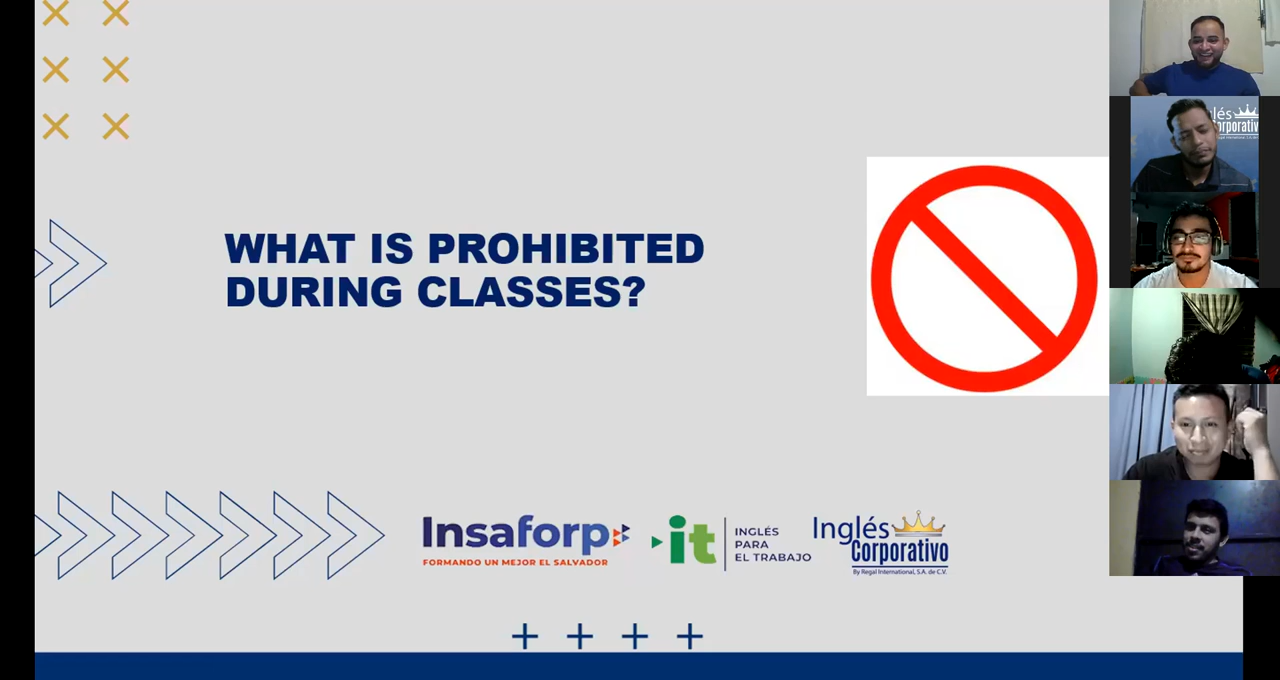 WHAT IS PROHIBITED
DURING CLASSES?
Insaforp
FORMANDO UN MEJOR EL SALVADOR
it
INGLÉS
PARA
EL TRABAJO
Inglés
Corporativo
By Regal International, S.A. de C.V.